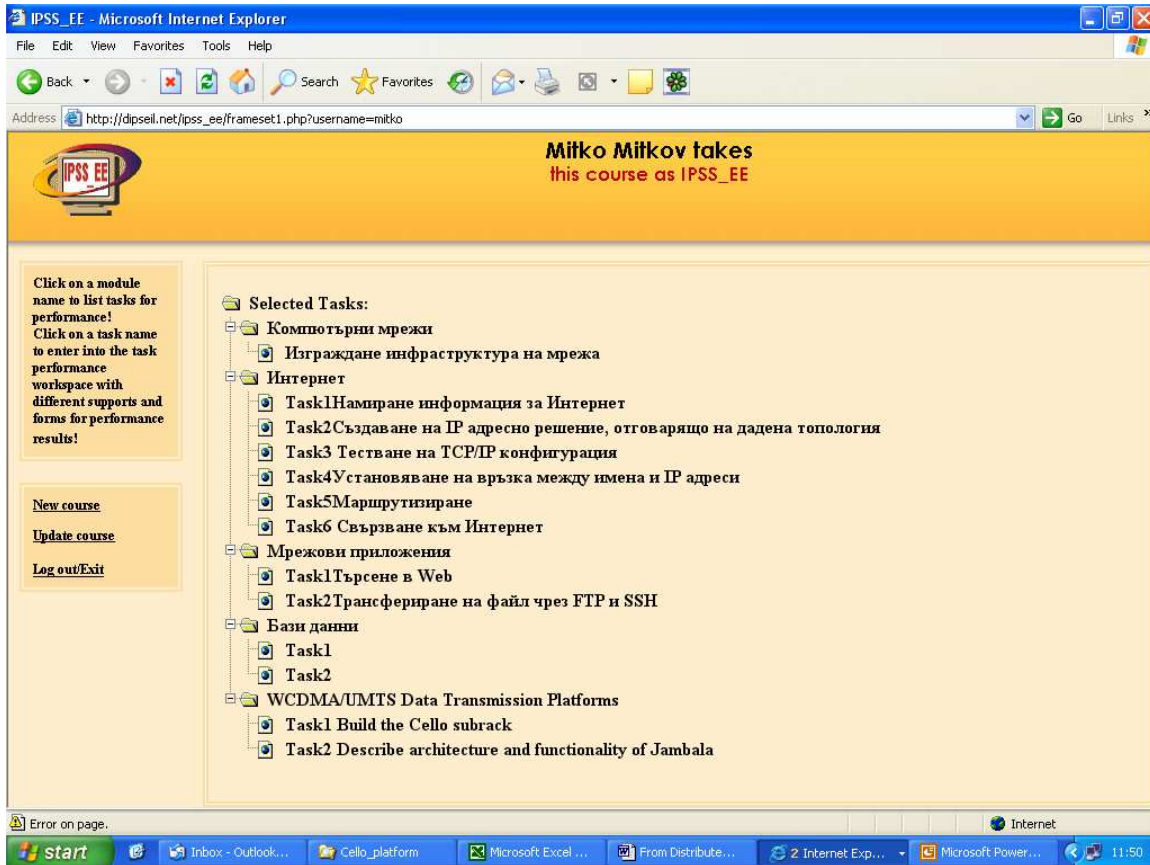 IPSS_EE - Microsoft Internet Explorer
File Edit View Favorites Tools Help
Back Search Favorites
Address http://dipseil.net/ipss_ee/frameset1.php?username=mitko Go Links »
IPSS EE
Mitko Mitkov takes
this course as IPSS_EE
Click on a module
name to list tasks for
performance!
Click on a task name
to enter into the task
performance
workspace with
different supports and
forms for performance
results!
New course
Update course
Log out/Exit
Selected Tasks:
Компютърни мрежи
Изграждане инфраструктура на мрежа
Интернет
Task1Намиране информация за Интернет
Task2Създаване на IP адресно решение, отговарящо на дадена топология
Task3 Тестване на TCP/IP конфигурация
Task4Установяване на връзка между имена и IP адреси
Task5Маршрутизиране
Task6 Свързване към Интернет
Мрежови приложения
Task1Търсене в Web
Task2Трансфериране на файл чрез FTP и SSH
Бази данни
Task1
Task2
WCDMA/UMTS Data Transmission Platforms
Task1 Build the Cello subrack
Task2 Describe architecture and functionality of Jambala
Error on page. Internet
start Inbox - Outlook... Cello_platform Microsoft Excel ... From Distribute... 2 Internet Exp... Microsoft Power... 11:50